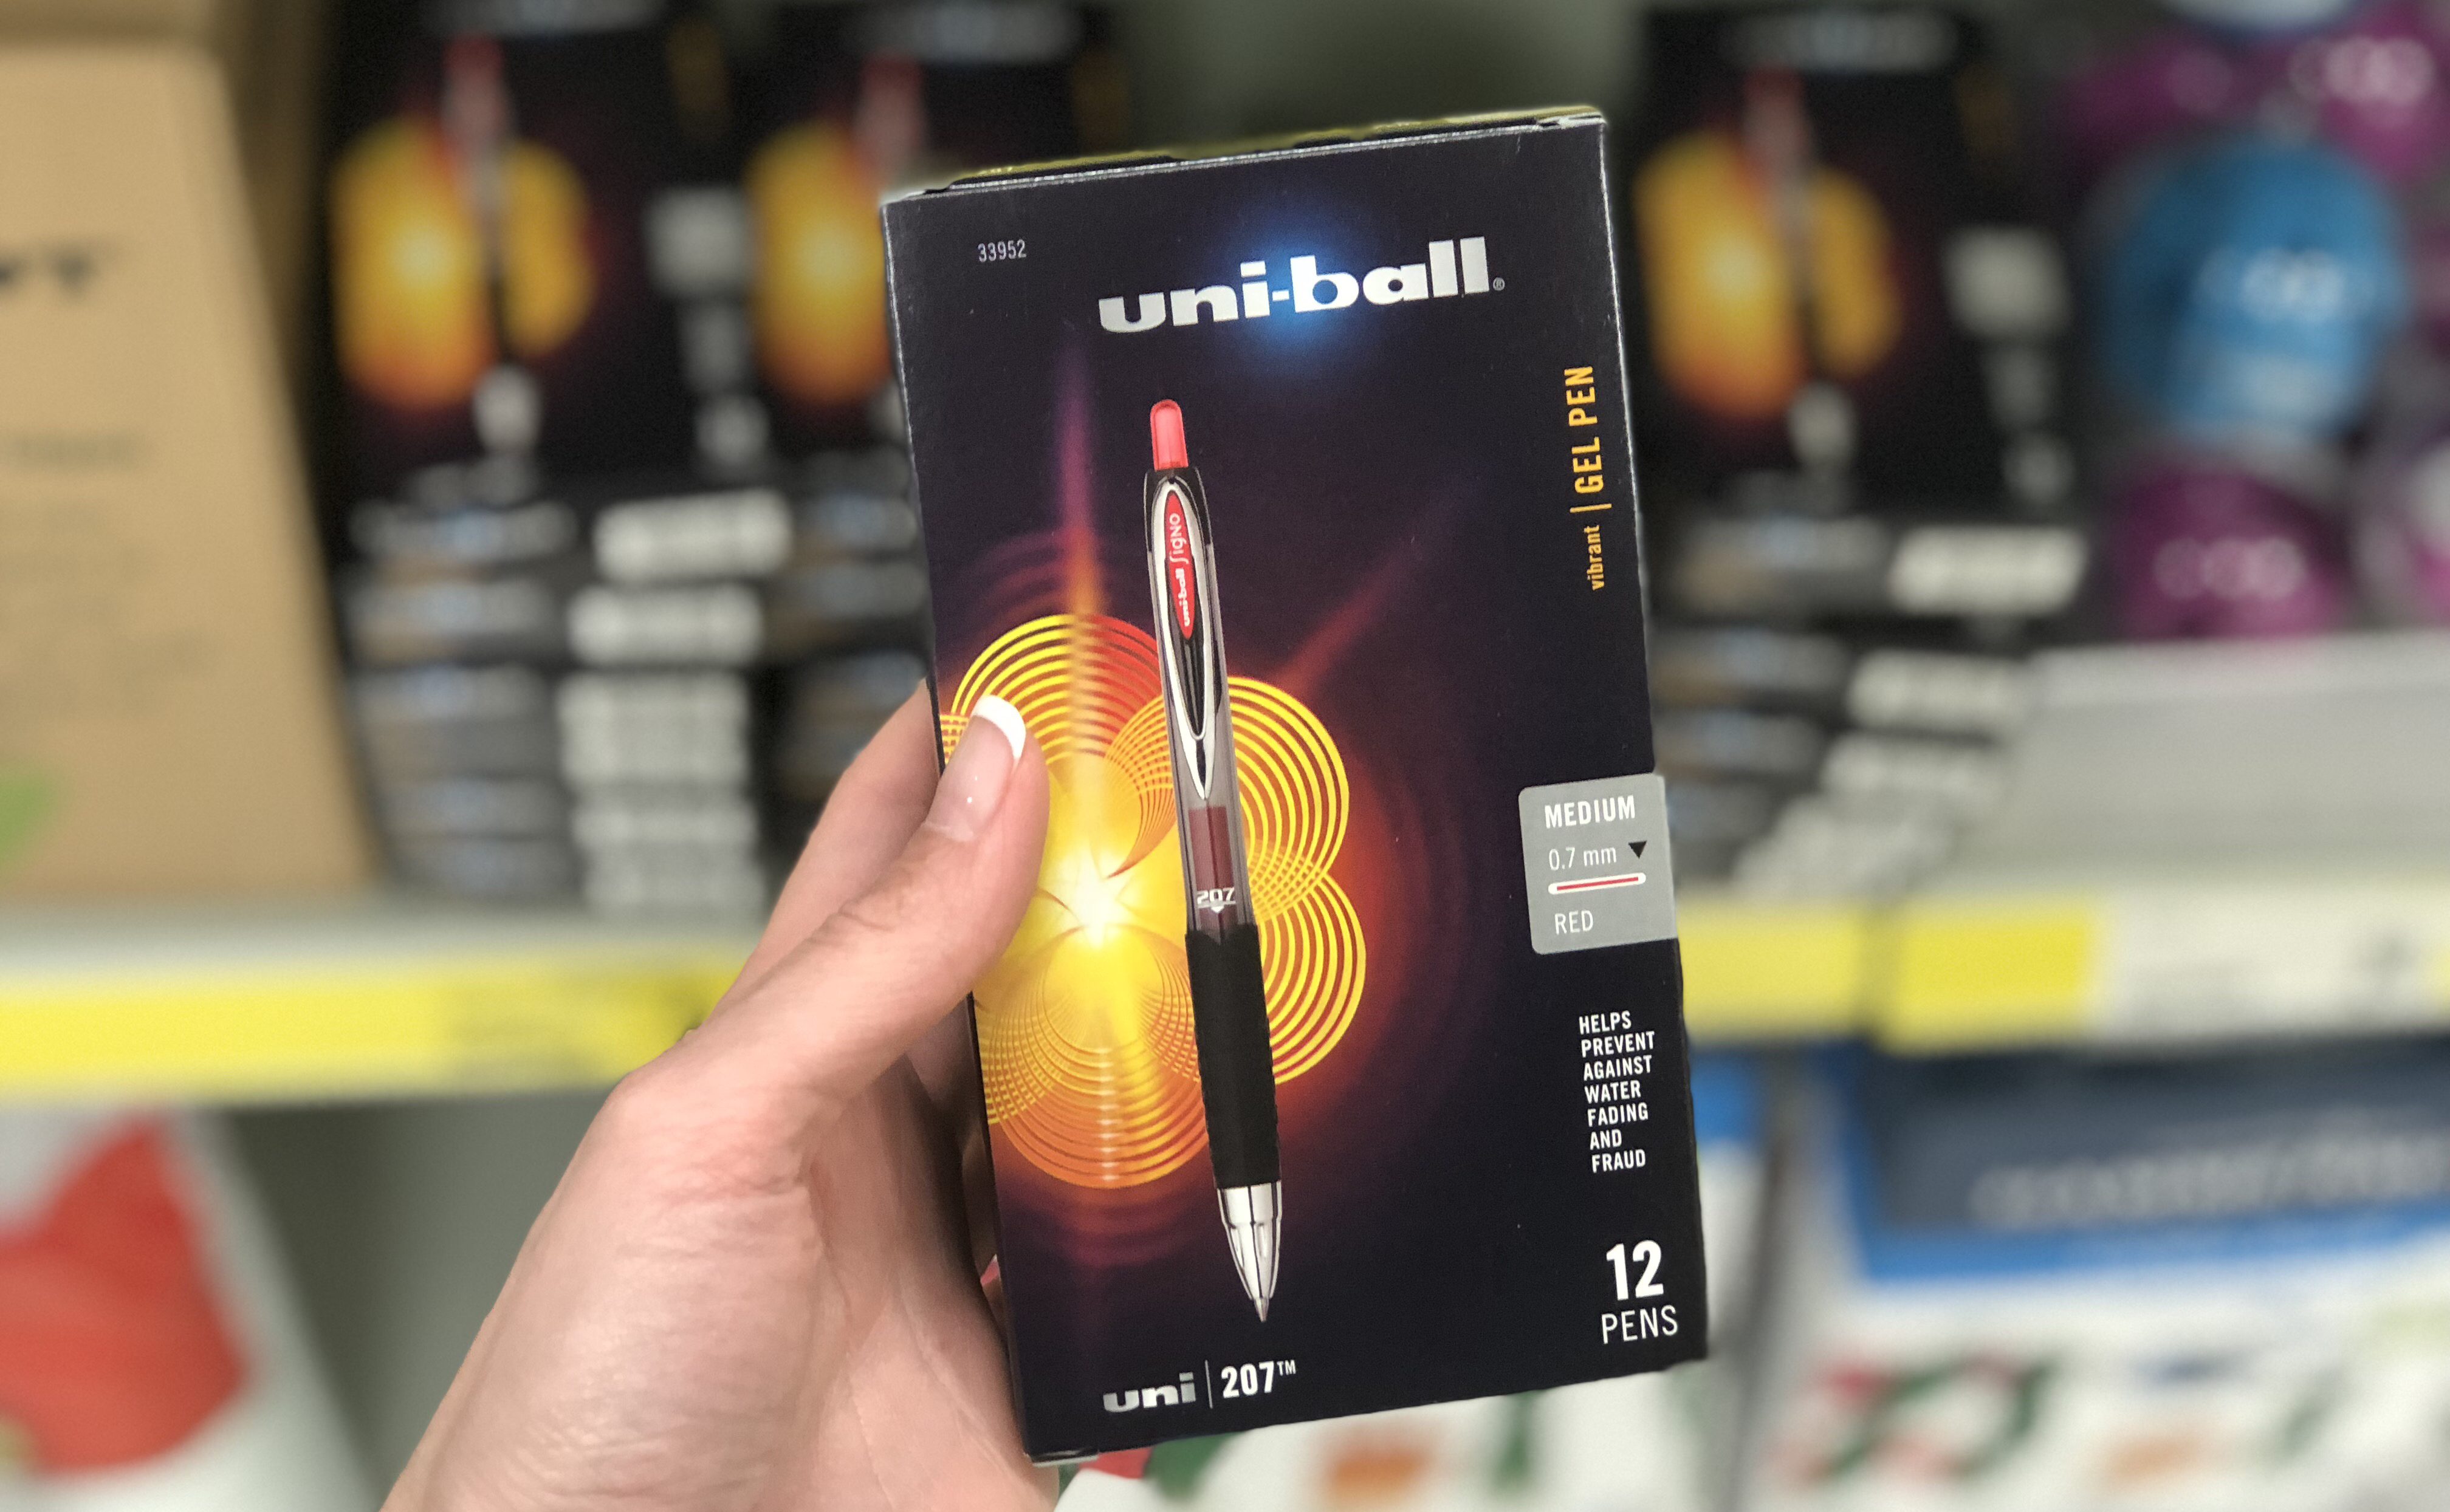 33952
uni-ball®
vibrant | GEL PEN
uni-ball SigNO
MEDIUM
0.7 mm
207
RED
HELPS
PREVENT
AGAINST
WATER
FADING
AND
FRAUD
12
PENS
uni | 207™